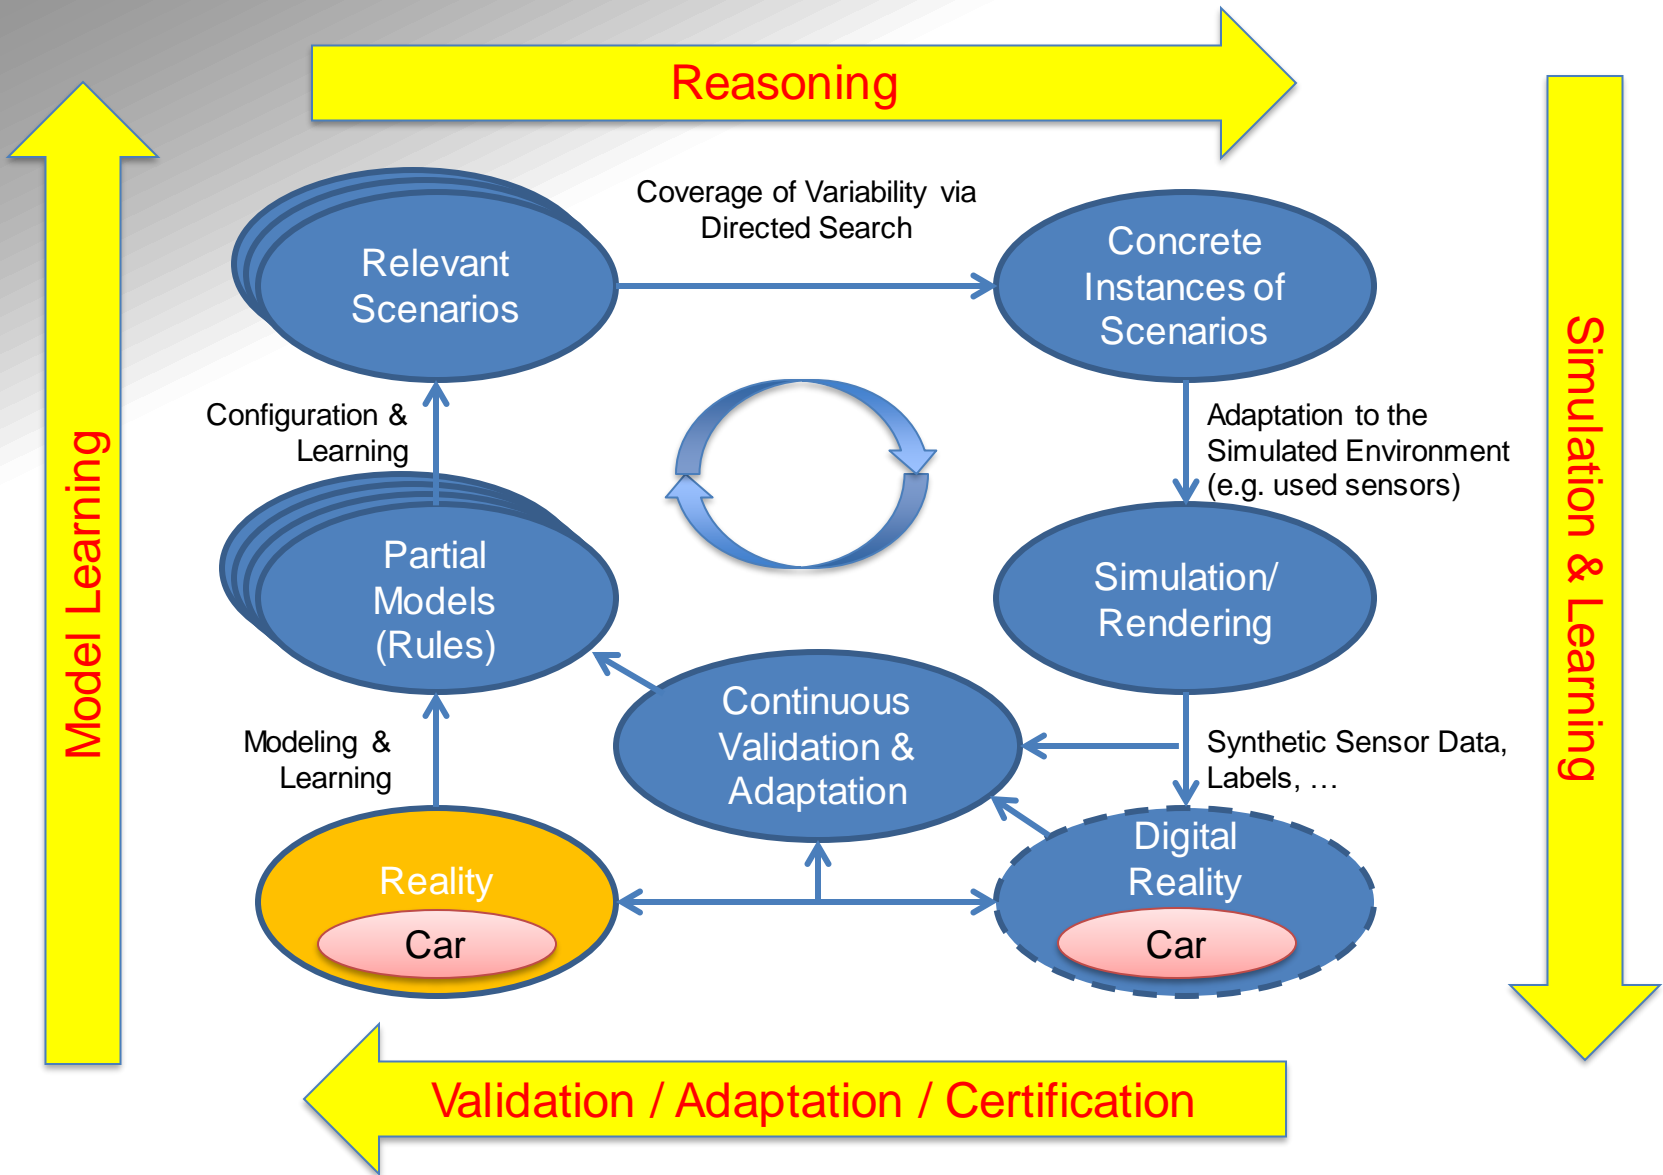 Reasoning
Coverage of Variability via
Directed Search
Relevant
Scenarios
Concrete
Instances of
Scenarios
Configuration &
Learning
Adaptation to the
Simulated Environment
(e.g. used sensors)
Model Learning
Simulation & Learning
Partial
Models
(Rules)
Simulation/
Rendering
Continuous
Validation &
Adaptation
Modeling &
Learning
Synthetic Sensor Data,
Labels, …
Reality
Car
Digital
Reality
Car
Validation / Adaptation / Certification